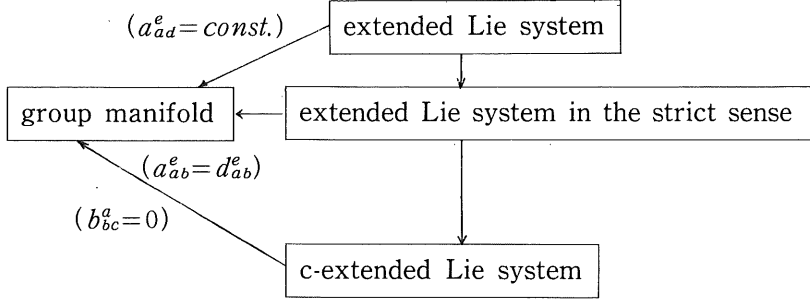 (a^e_{ad}=const.)
extended Lie system
group manifold
extended Lie system in the strict sense
(a^e_{ab}=d^e_{ab})
(b^a_{bc}=0)
c-extended Lie system